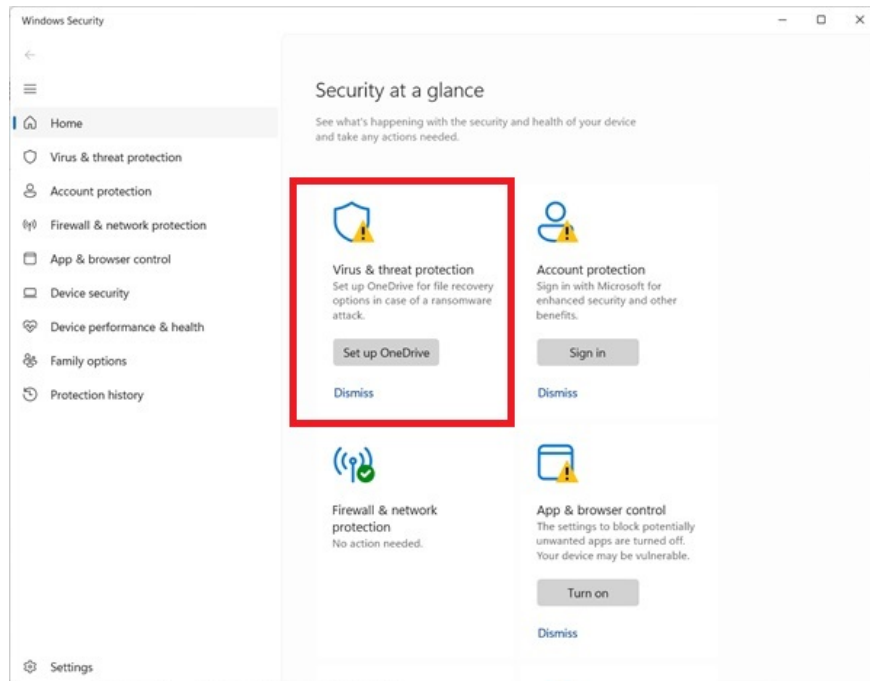 Windows Security
Home
Virus & threat protection
Account protection
Firewall & network protection
App & browser control
Device security
Device performance & health
Family options
Protection history
Settings
Security at a glance
See what's happening with the security and health of your device
and take any actions needed.
Virus & threat protection
Set up OneDrive for file recovery
options in case of a ransomware
attack.
Set up OneDrive
Dismiss
Account protection
Sign in with Microsoft for
enhanced security and other
benefits.
Sign in
Dismiss
Firewall & network
protection
No action needed.
App & browser control
The settings to block potentially
unwanted apps are turned off.
Your device may be vulnerable.
Turn on
Dismiss